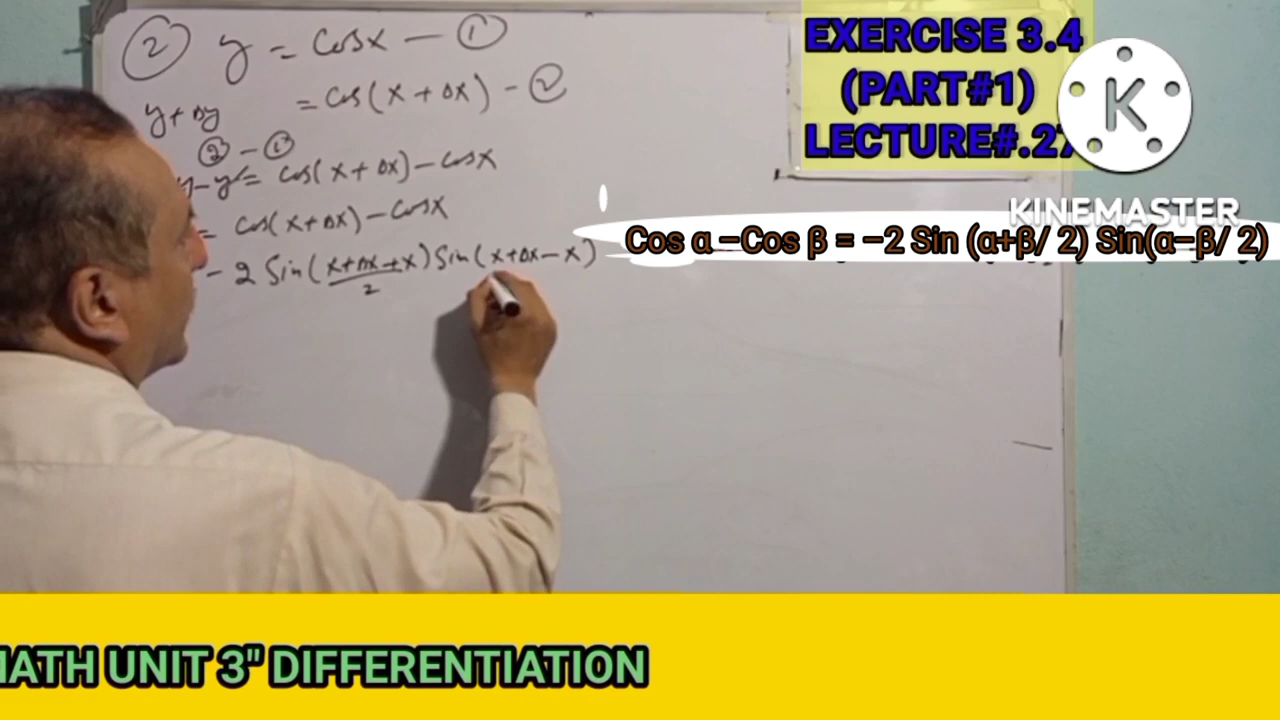 ② y = Cosx — ①
y + Δy = cos(x + Δx) - ②
② - ①
y - y = cos(x + Δx) - cosx
= cos(x + Δx) - cosx
- 2 Sin(x+Δx+x/2) Sin(x+Δx-x)
EXERCISE 3.4
(PART#1)
LECTURE#.27
K
KINEMASTER
Cos α –Cos β = –2 Sin (α+β/ 2) Sin(α–β/ 2)
MATH UNIT 3" DIFFERENTIATION